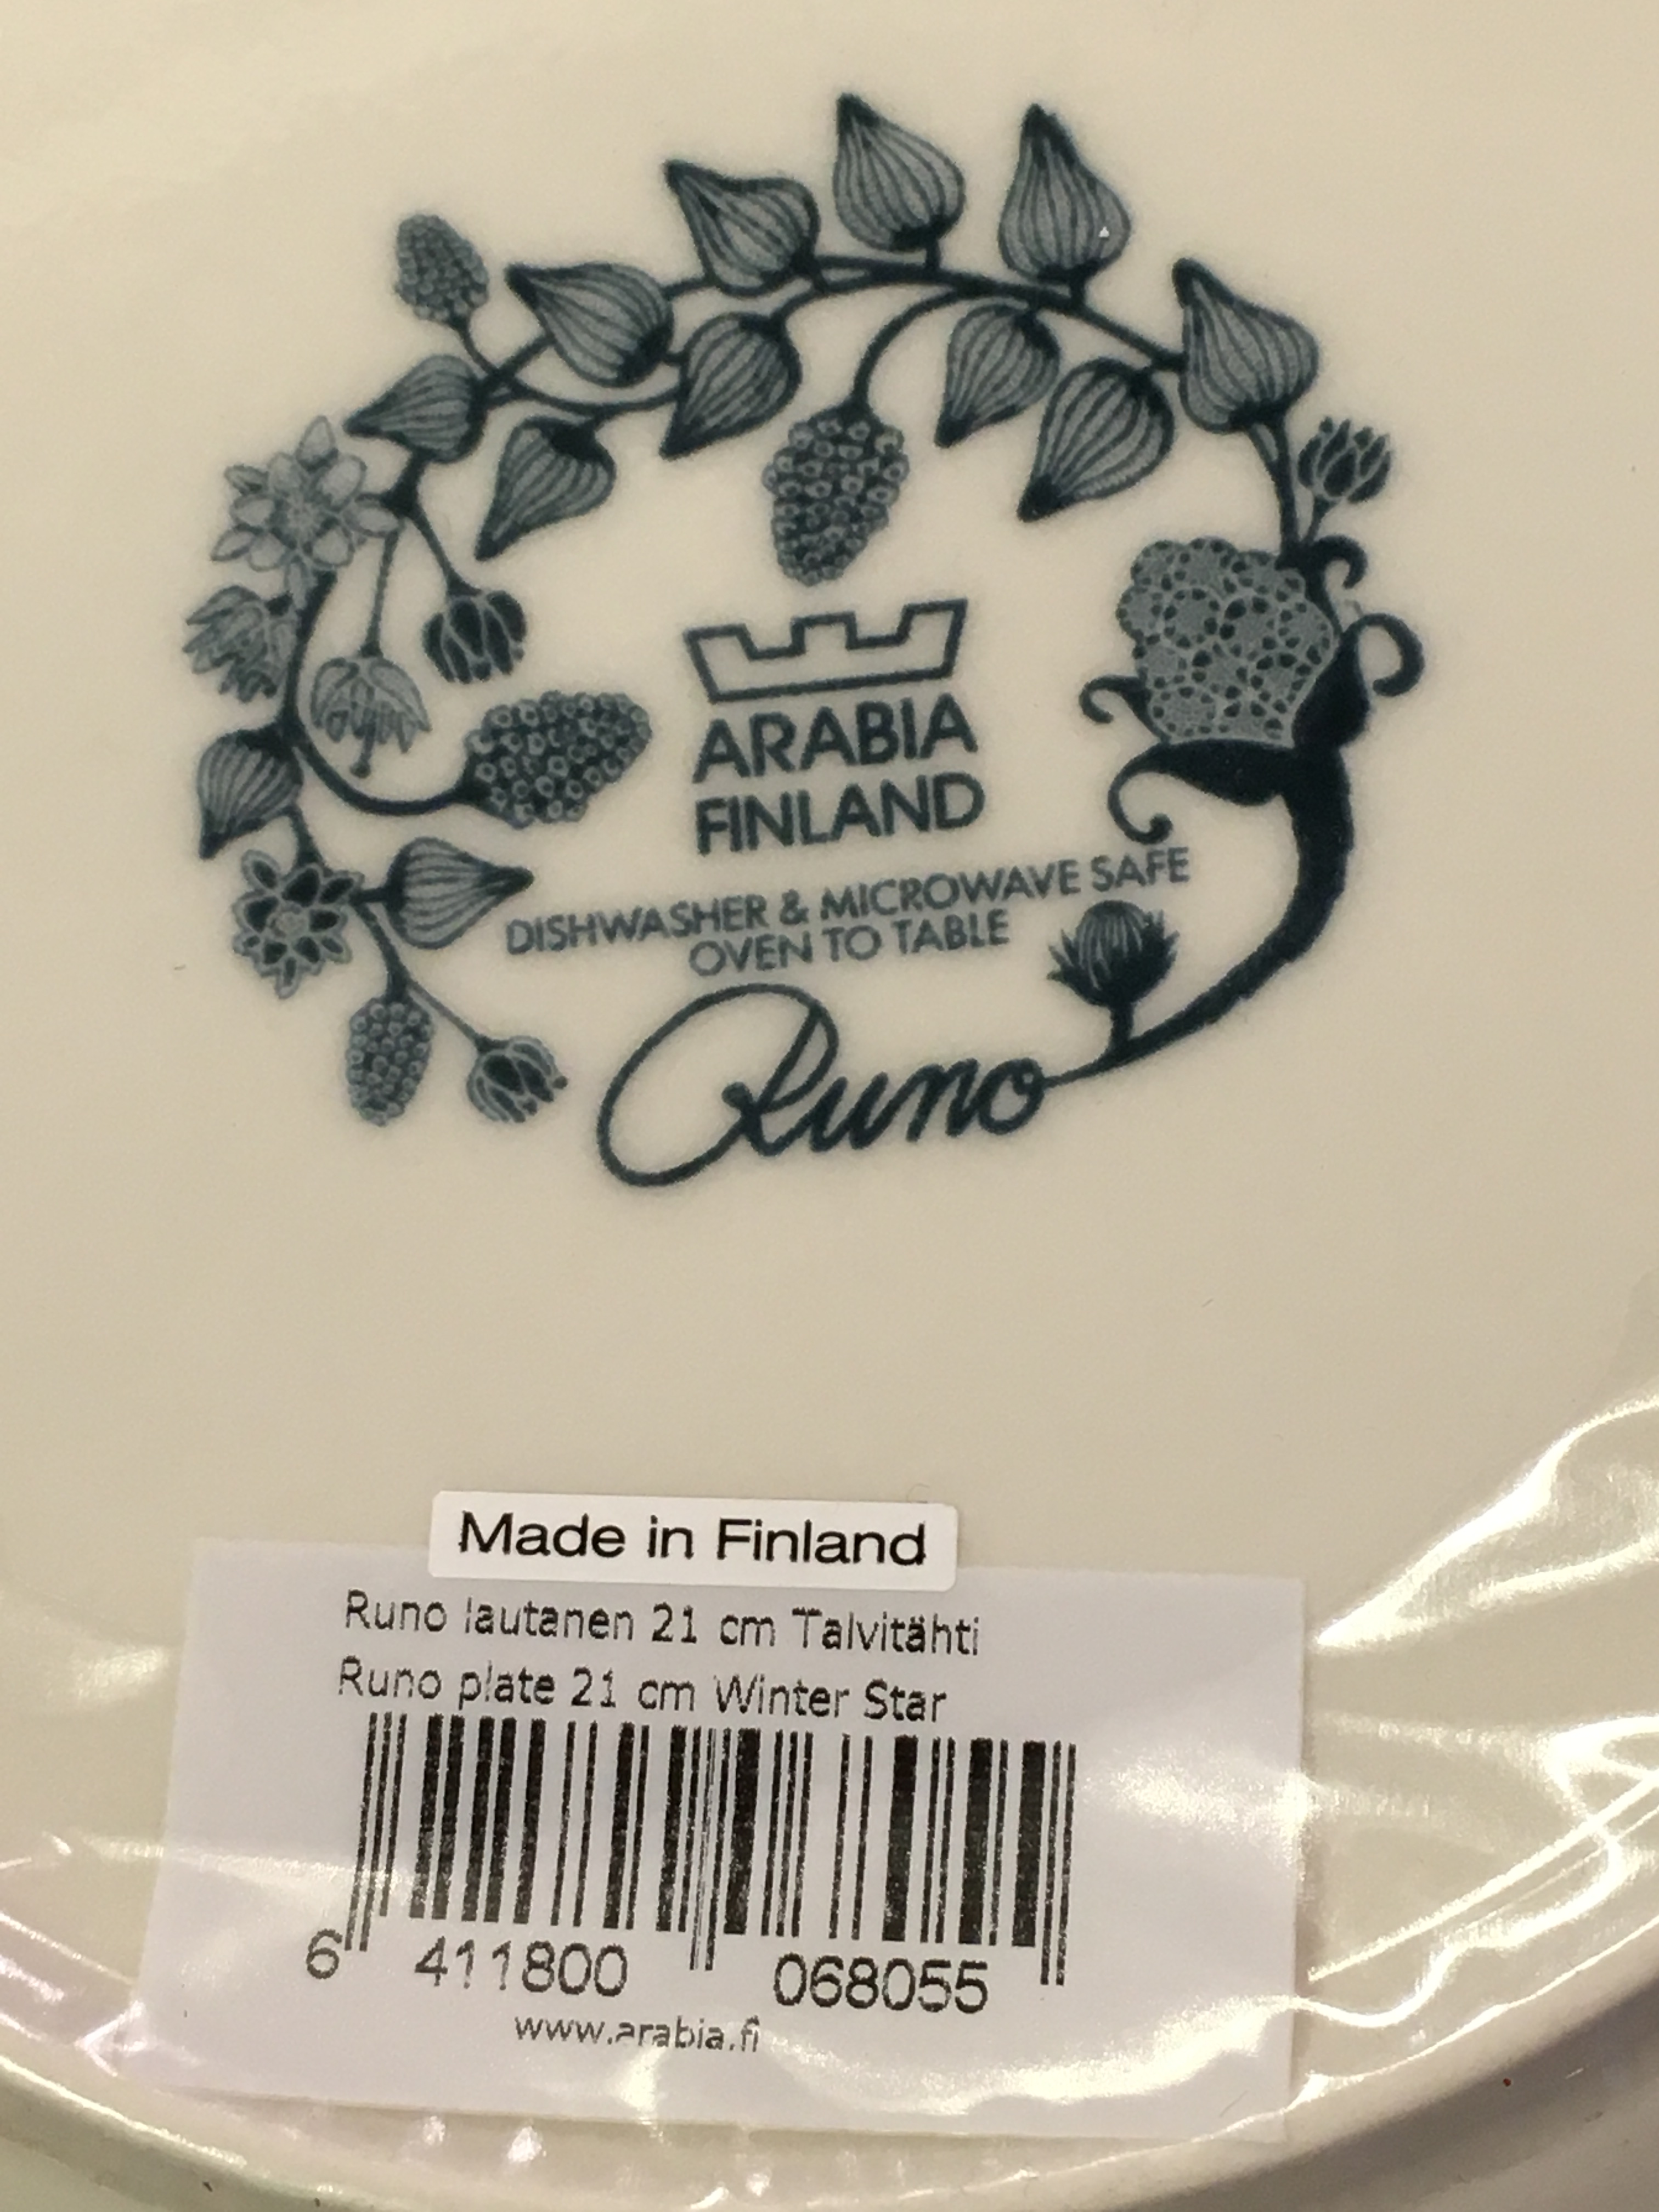 ARABIA
FINLAND
DISHWASHER & MICROWAVE SAFE
OVEN TO TABLE
Runo
Made in Finland
Runo lautanen 21 cm Talvitähti
Runo plate 21 cm Winter Star
6 411800 068055
www.arabia.fi